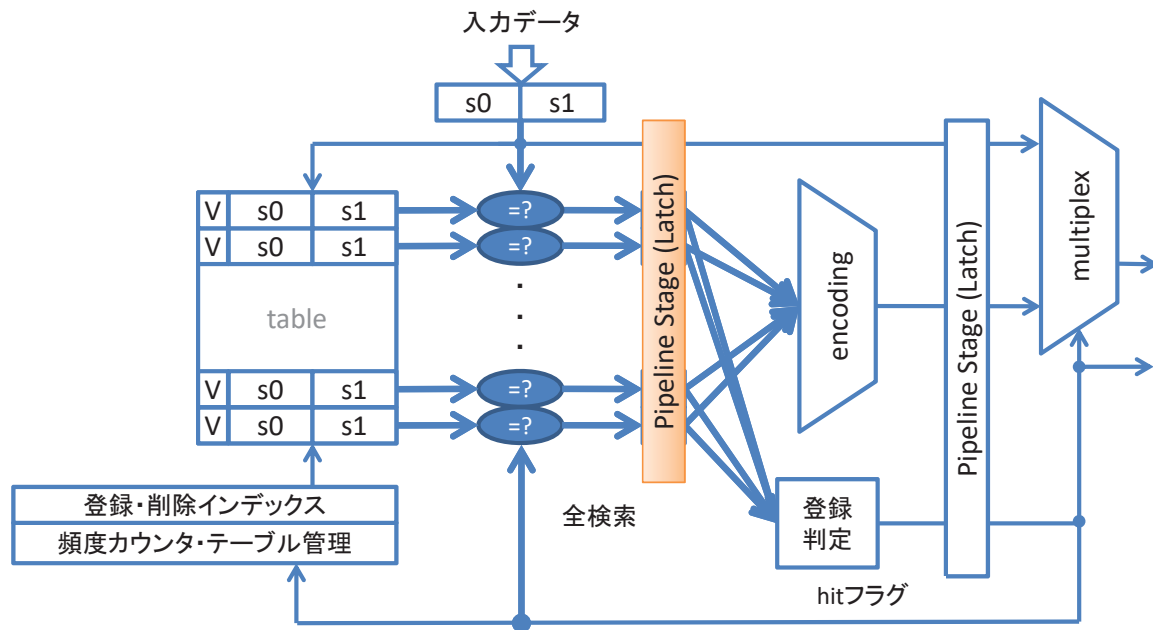 入力データ
s0 s1
V s0 s1 =?
V s0 s1 =?
table
・
・
・
V s0 s1 =?
V s0 s1 =?
Pipeline Stage (Latch)
encoding
Pipeline Stage (Latch)
multiplex
登録・削除インデックス
頻度カウンタ・テーブル管理
全検索
登録
判定
hitフラグ